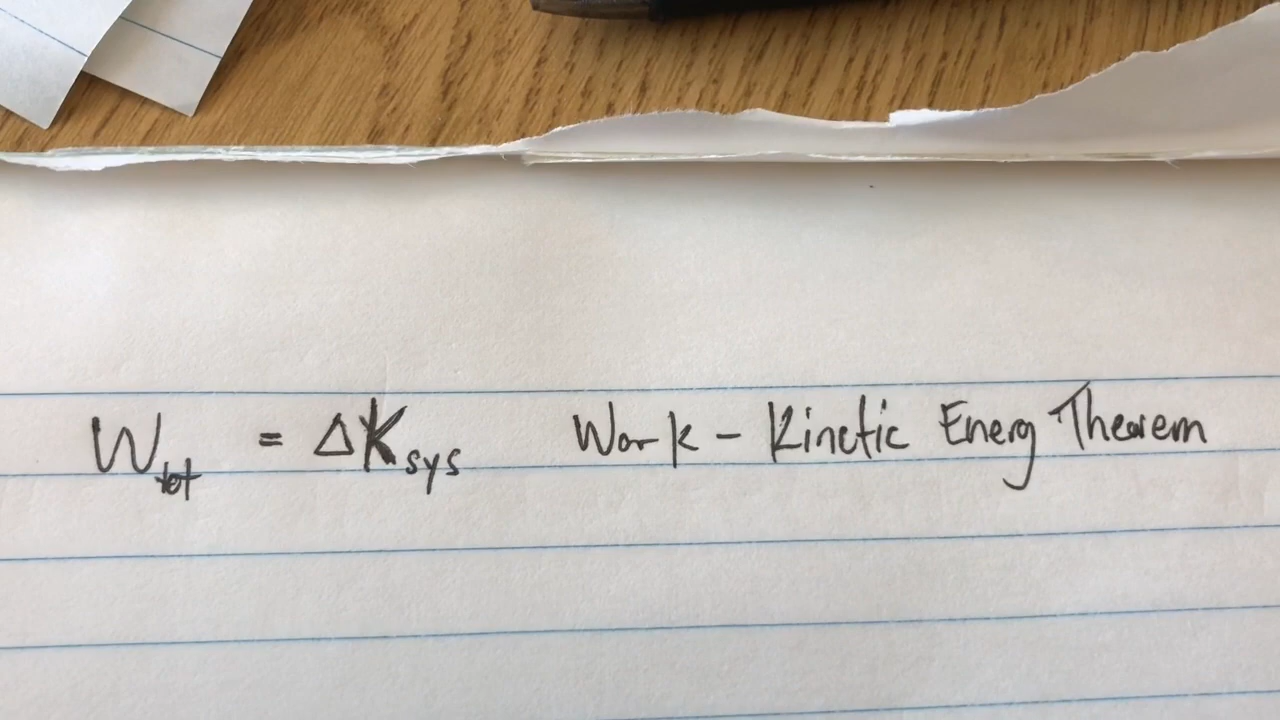 W_tot = ΔK_sys Work - Kinetic Energ Theorem